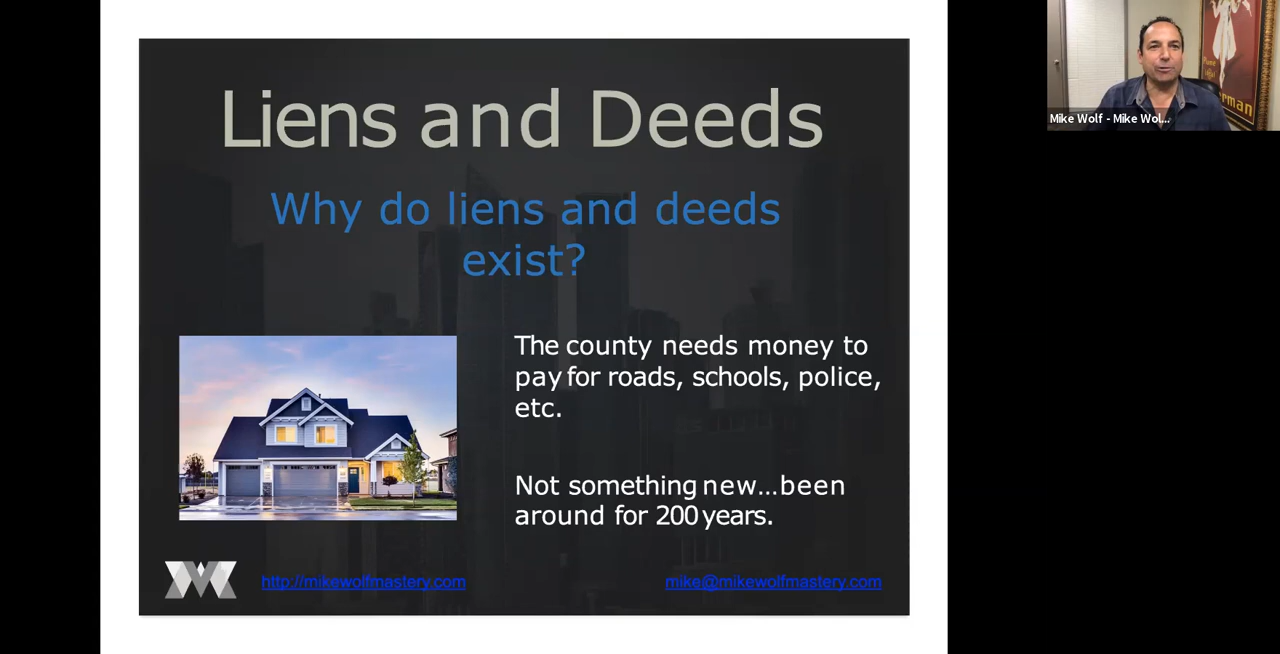 Liens and Deeds
Why do liens and deeds
exist?
The county needs money to
pay for roads, schools, police,
etc.
Not something new...been
around for 200 years.
http://mikewolfmastery.com
mike@mikewolfmastery.com
Mike Wolf - Mike Wol...
erman